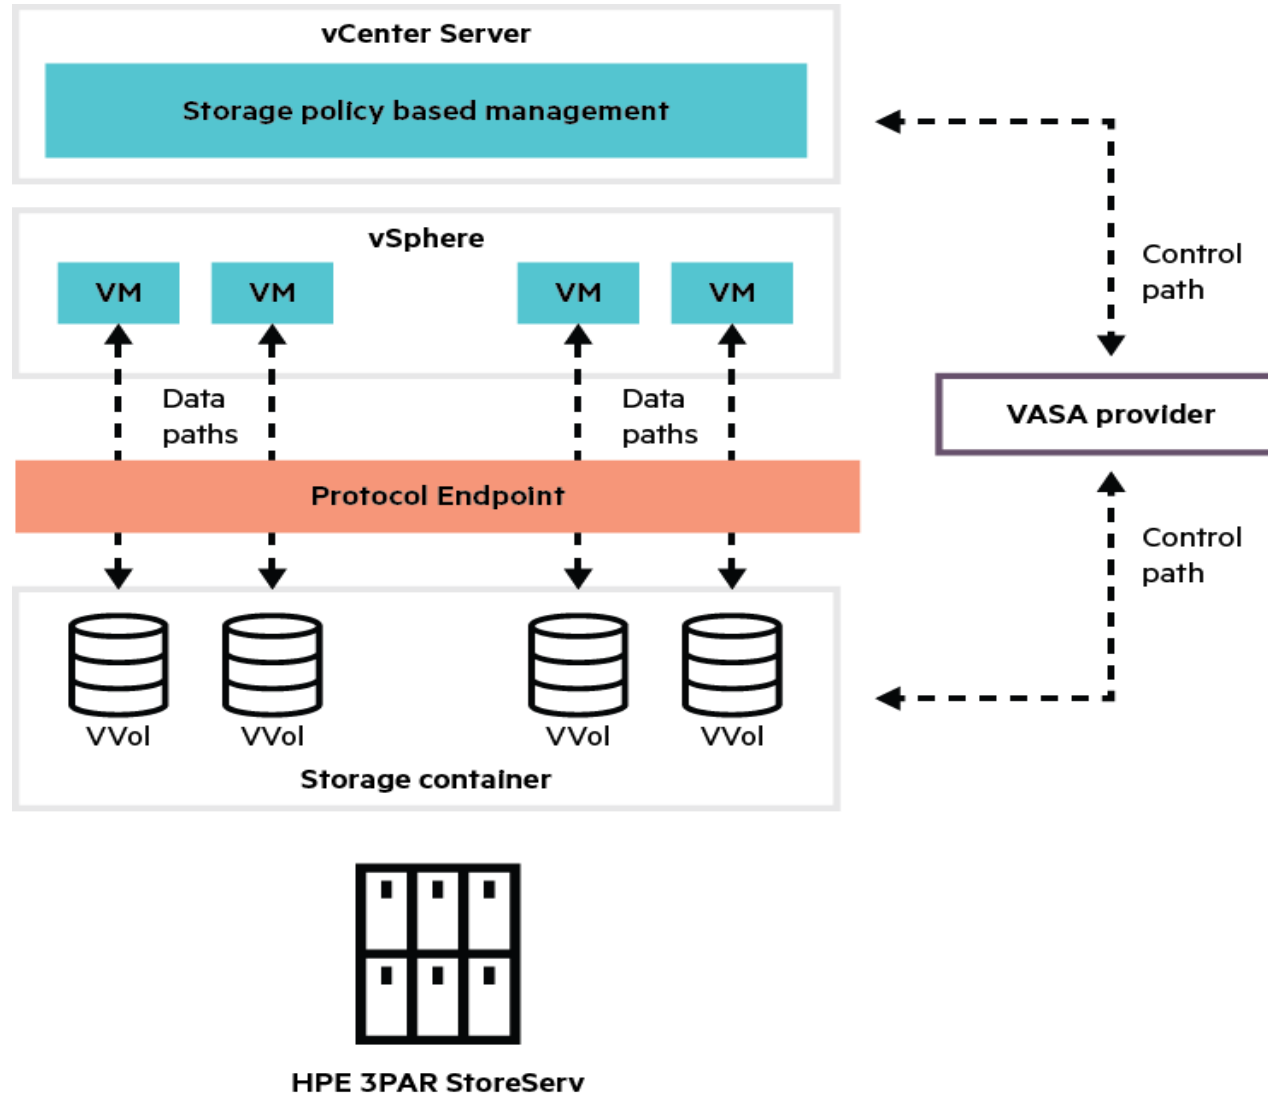 vCenter Server
Storage policy based management
vSphere
VM VM VM VM
Control
path
Data
paths
Data
paths
VASA provider
Protocol Endpoint
Control
path
VVol VVol VVol VVol
Storage container
HPE 3PAR StoreServ